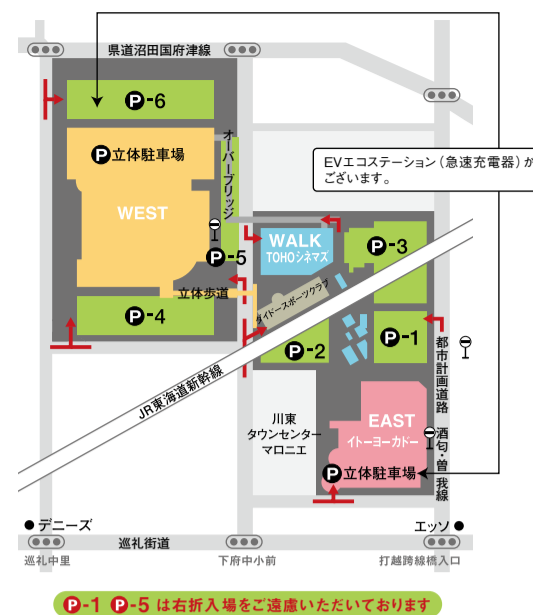 県道沼田国府津線
P-6
P立体駐車場
オーバーブリッジ
EVエコステーション（急速充電器）が
ございます。
WEST
WALK
TOHOシネマズ
P-3
P-5
立体歩道
ダイドースポーツクラブ
P-4
P-2
P-1
都市計画道路
JR東海道新幹線
川東
タウンセンター
マロニエ
EAST
イトーヨーカドー
酒匂・曽我線
P立体駐車場
●デニーズ
エッソ●
巡礼街道
巡礼中里
下府中小前
打越跨線橋入口
P-1 P-5 は右折入場をご遠慮いただいております